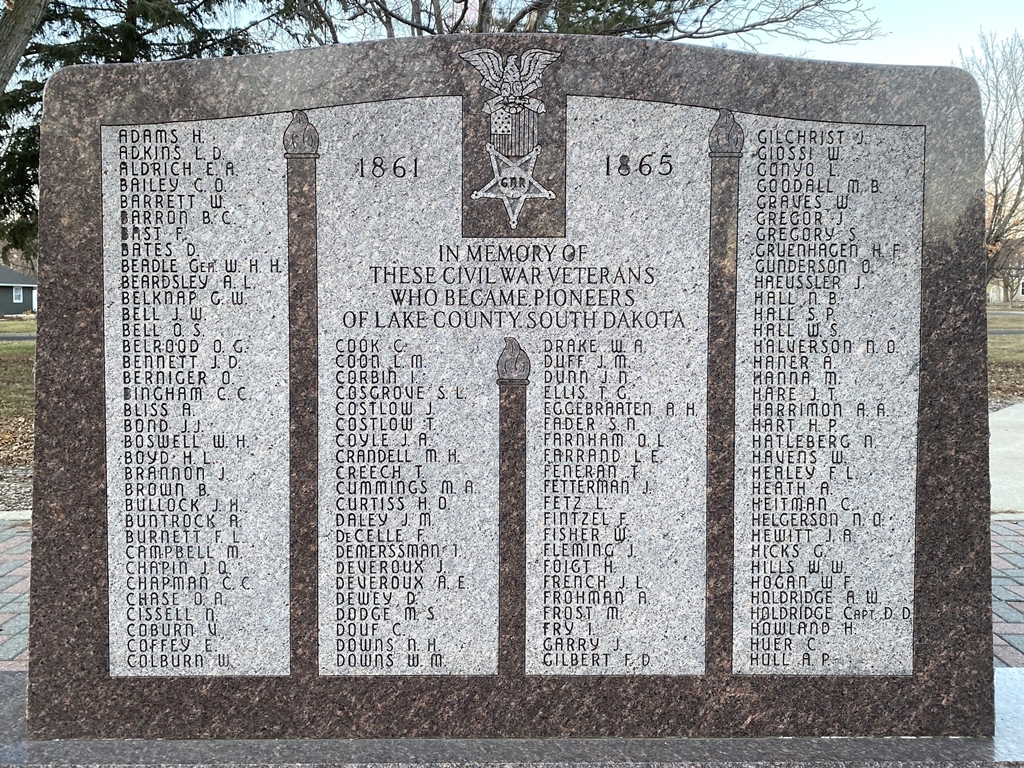 ADAMS H.
ADKINS L.D.
ALDRICH E.A.
BAILEY C.O.
BARRETT W.
BARRON B.C.
BAST F.
BATES D.
BEADLE GEN. W.H.H.
BEARDSLEY A.L.
BELKNAP G.W.
BELL J.W.
BELL O.S.
BELROOD O.G.
BENNETT J.D.
BERNIGER O.
BINGHAM C.C.
BLISS A.
BOND J.J.
BOSWELL W.H.
BOYD H.L.
BRANNON J.
BROWN B.
BULLOCK J.H.
BUNTROCK A.
BURNETT F.L.
CAMPBELL M.
CHAPIN J.O.
CHAPMAN C.C.
CHASE O.A.
CISSELL N.
COBURN V.
COFFEY E.
COLBURN W.
1861
GAR
1865
IN MEMORY OF
THESE CIVIL WAR VETERANS
WHO BECAME PIONEERS
OF LAKE COUNTY, SOUTH DAKOTA
COOK C.
COON L.M.
CORBIN I.
COSGROVE S.L.
COSTLOW J.
COSTLOW T.
COYLE J.A.
CRANDELL M.H.
CREECH T.
CUMMINGS M.A.
CURTISS H.D.
DALEY J.M.
DeCELLE F.
DEMERSSMAN I.
DEVEROUX J.
DEVEROUX A.E.
DEWEY D.
DODGE M.S.
DOUF C.
DOWNS N.H.
DOWNS W.M.
DRAKE W.A.
DUFF J.M.
DUNN J.N.
ELLIS T.G.
EGGEBRAATEN A.H.
FADER S.N.
FARNHAM O.L.
FARRAND L.E.
FENERAN T.
FETTERMAN J.
FETZ L.
FINTZEL F.
FISHER W.
FLEMING J.
FOIGT H.
FRENCH J.L.
FROHMAN A.
FROST M.
FRY I.
GARRY J.
GILBERT F.D.
GILCHRIST J.
GIOSSI W.
GONYO L.
GOODALL M.B.
GRAVES W.
GREGOR J.
GREGORY S.
GRUENHAGEN H.F.
GUNDERSON O.
HAEUSSLER J.
HALL N.B.
HALL S.P.
HALL W.S.
HALVERSON N.O.
HANER A.
HANNA M.
HARE J.T.
HARRIMON A.A.
HART H.P.
HATLEBERG N.
HAVENS W.
HEALEY F.L.
HEATH A.
HEITMAN C.
HELGERSON N.O.
HEWITT J.A.
HICKS G.
HILLS W.W.
HOGAN W.F.
HOLDRIDGE A.W.
HOLDRIDGE CAPT. D.D.
HOWLAND H.
HUER C.
HULL A.P.